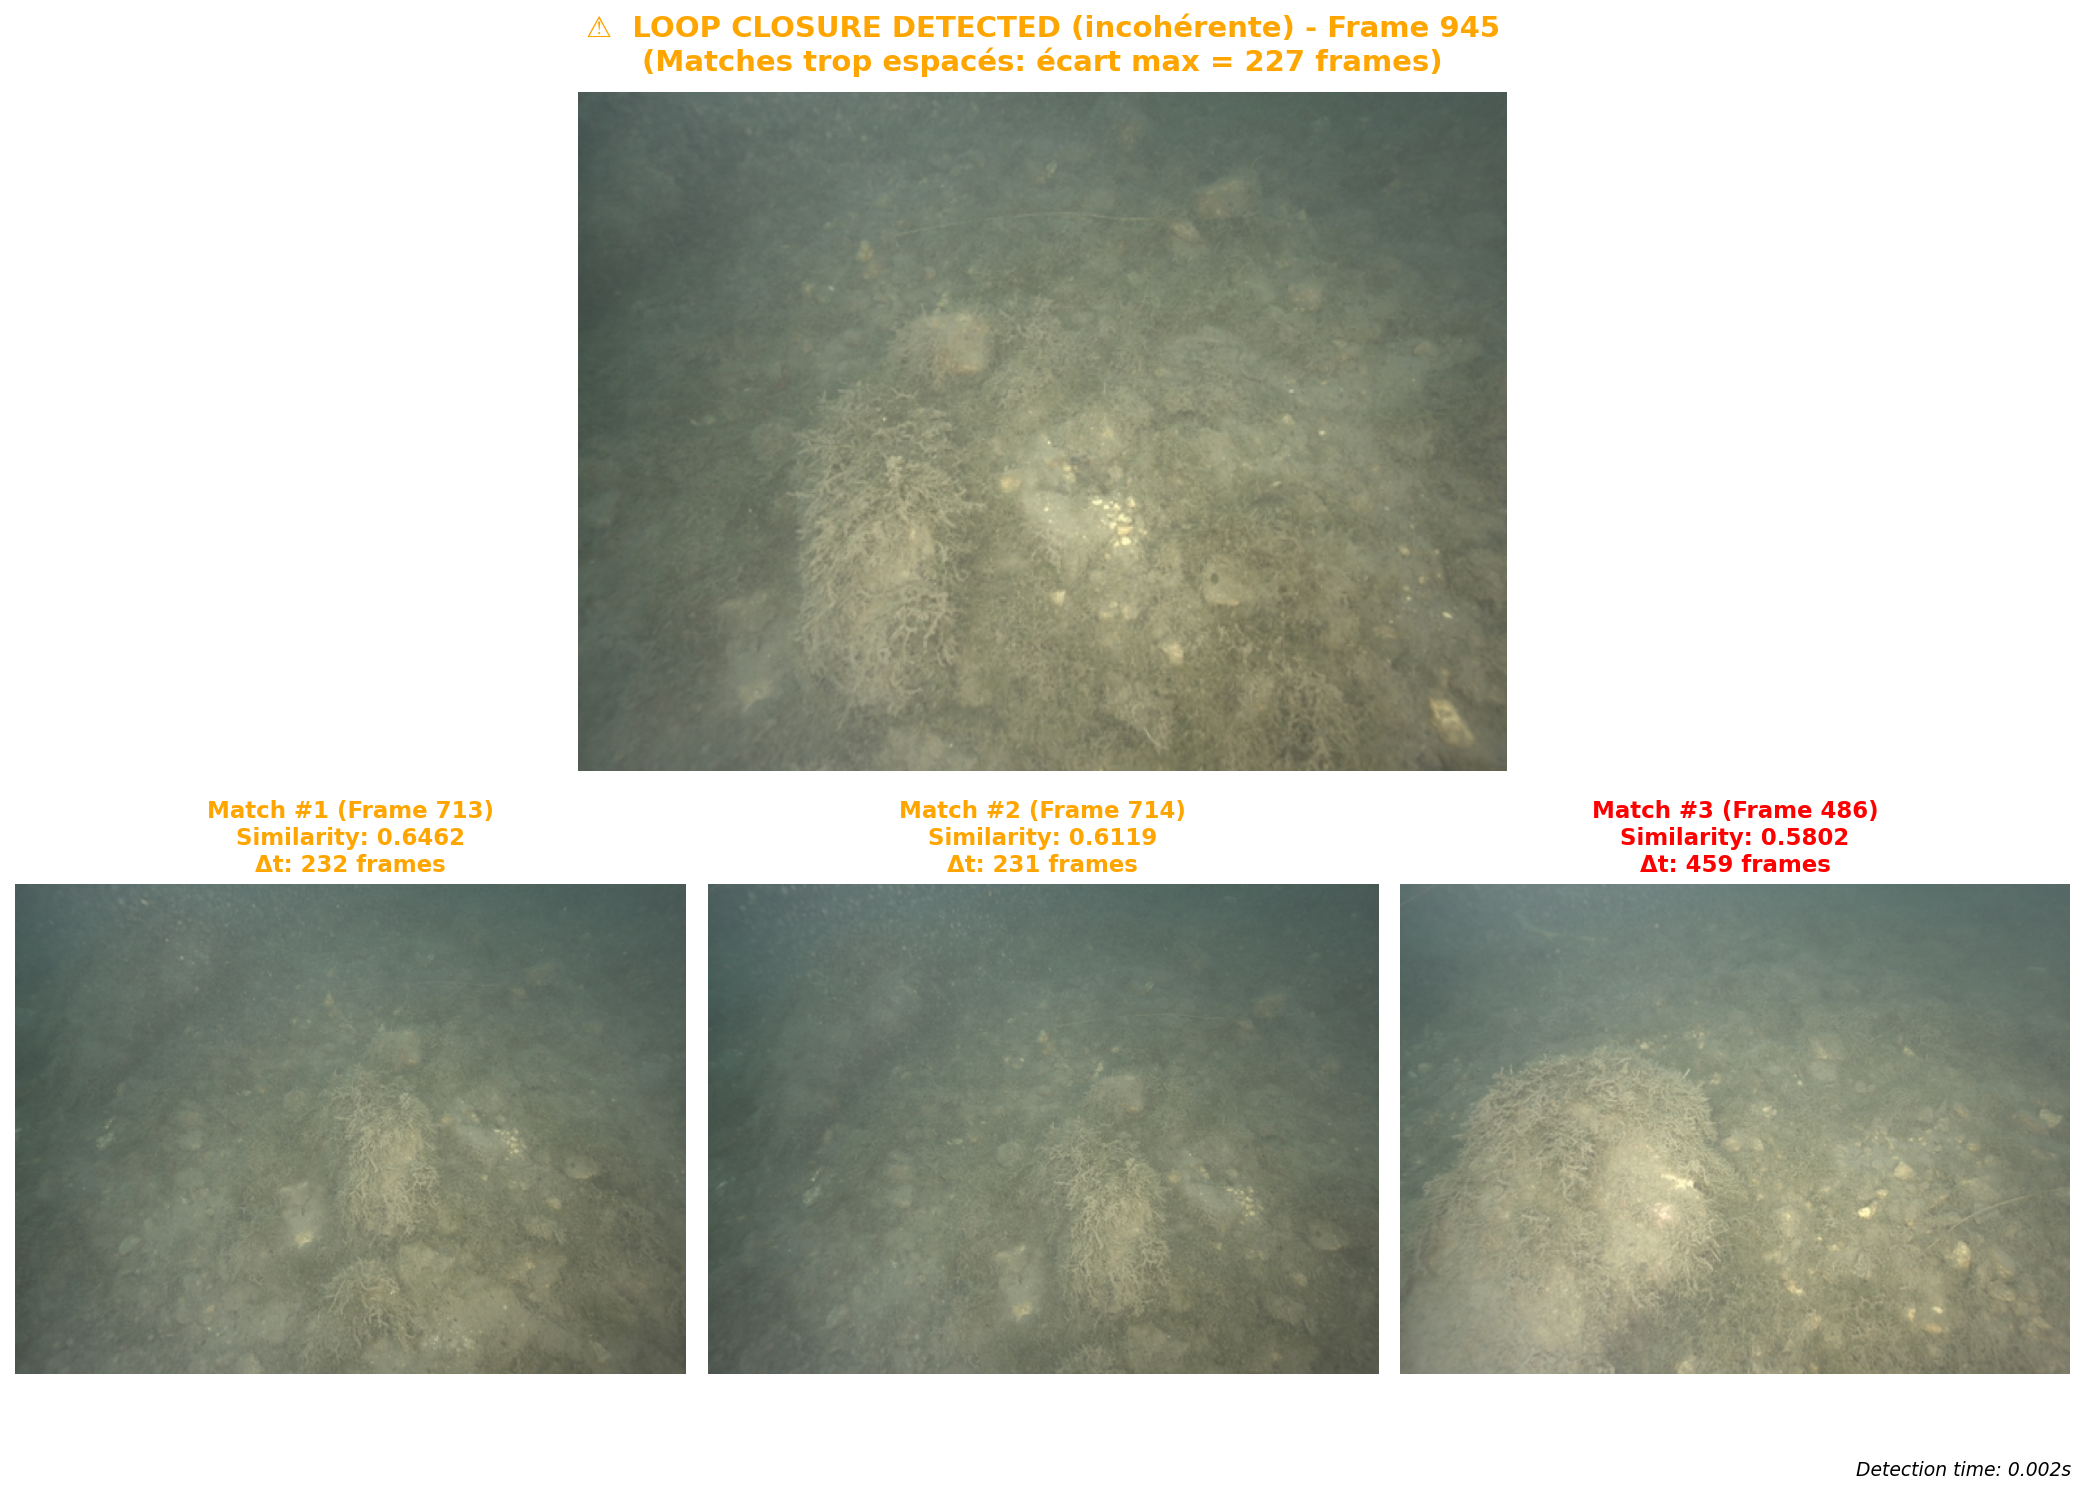 ⚠ LOOP CLOSURE DETECTED (incohérente) - Frame 945
(Matches trop espacés: écart max = 227 frames)
Match #1 (Frame 713)
Similarity: 0.6462
Δt: 232 frames
Match #2 (Frame 714)
Similarity: 0.6119
Δt: 231 frames
Match #3 (Frame 486)
Similarity: 0.5802
Δt: 459 frames
Detection time: 0.002s